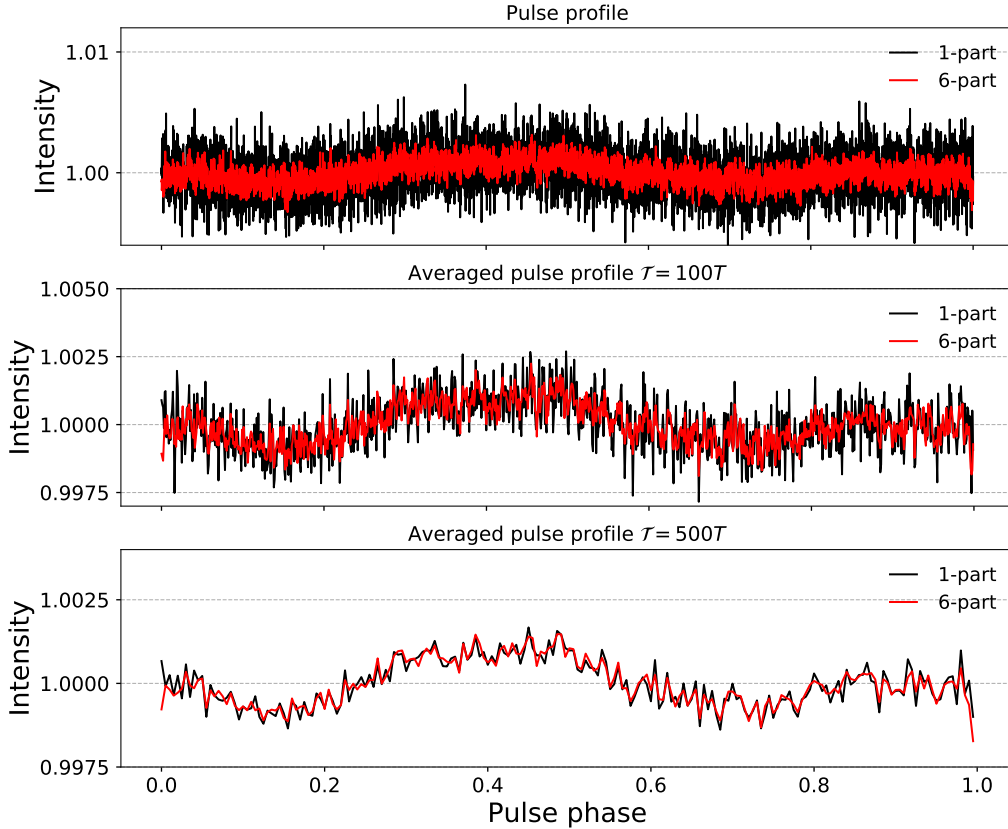 Pulse profile
1.01
1.00
Intensity
1-part
6-part
Averaged pulse profile 𝒯 = 100T
1.0050
1.0025
1.0000
0.9975
Intensity
1-part
6-part
Averaged pulse profile 𝒯 = 500T
1.0025
1.0000
0.9975
Intensity
1-part
6-part
0.0 0.2 0.4 0.6 0.8 1.0
Pulse phase